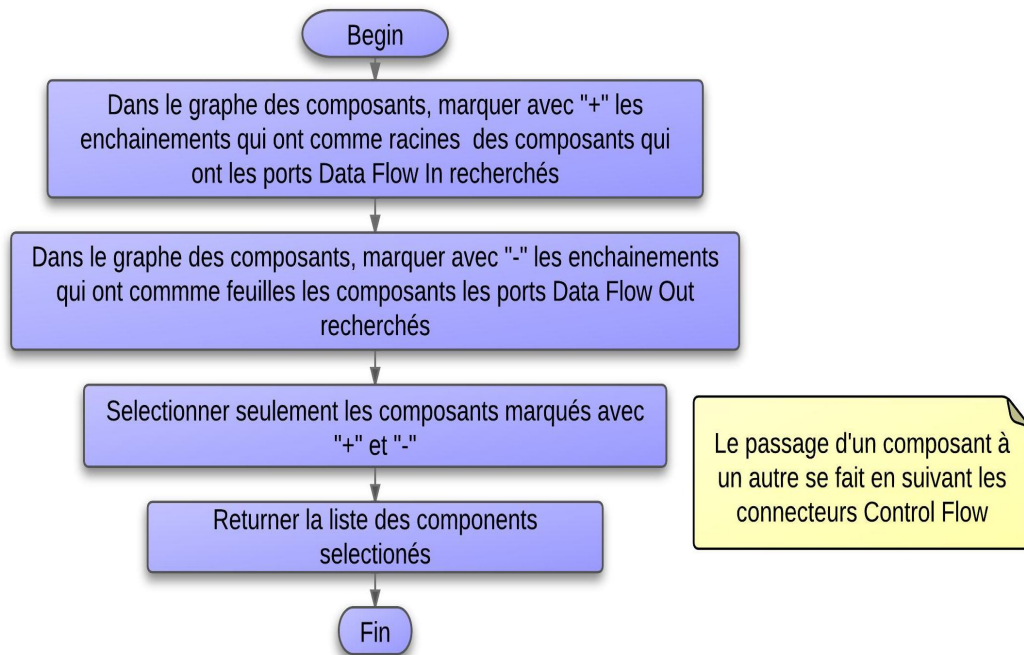 Begin
Dans le graphe des composants, marquer avec "+" les
enchainements qui ont comme racines  des composants qui
ont les ports Data Flow In recherchés
Dans le graphe des composants, marquer avec "-" les enchainements
qui ont commme feuilles les composants les ports Data Flow Out
recherchés
Selectionner seulement les composants marqués avec
"+" et "-"
Le passage d'un composant à
un autre se fait en suivant les
connecteurs Control Flow
Returner la liste des components
selectionés
Fin